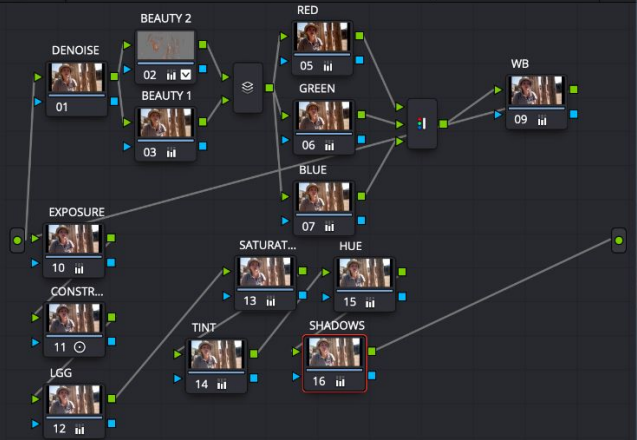 DENOISE
01
BEAUTY 2
02
BEAUTY 1
03
RED
05
GREEN
06
BLUE
07
WB
09
EXPOSURE
10
CONSTR...
11
LGG
12
SATURAT...
13
TINT
14
HUE
15
SHADOWS
16